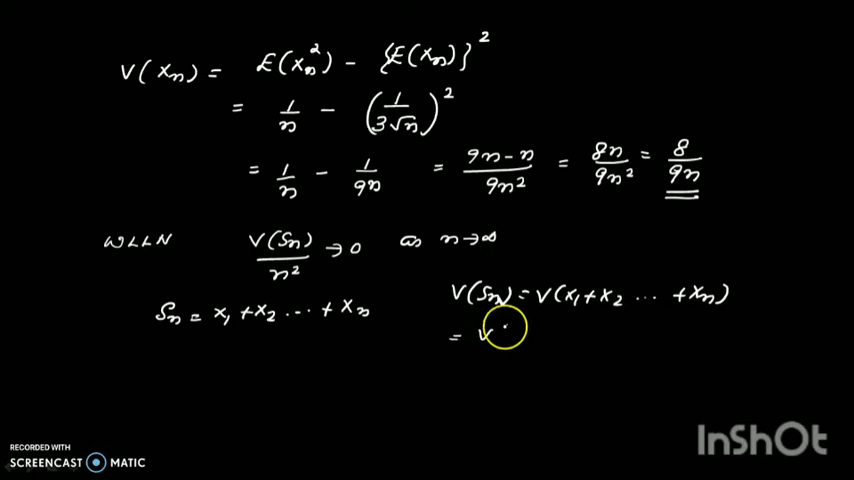 V(Xn) = E(Xn²) - {E(Xn)}²
= 1/n - (1/3√n)²
= 1/n - 1/9n = 9n-n/9n² = 8n/9n² = 8/9n
WLLN V(Sn)/n² → 0 as n→∞
Sn = X₁ + X₂ ... + Xn
V(Sn) = V(X₁ + X₂ ... + Xn)
= V
RECORDED WITH
SCREENCAST MATIC
InShOt